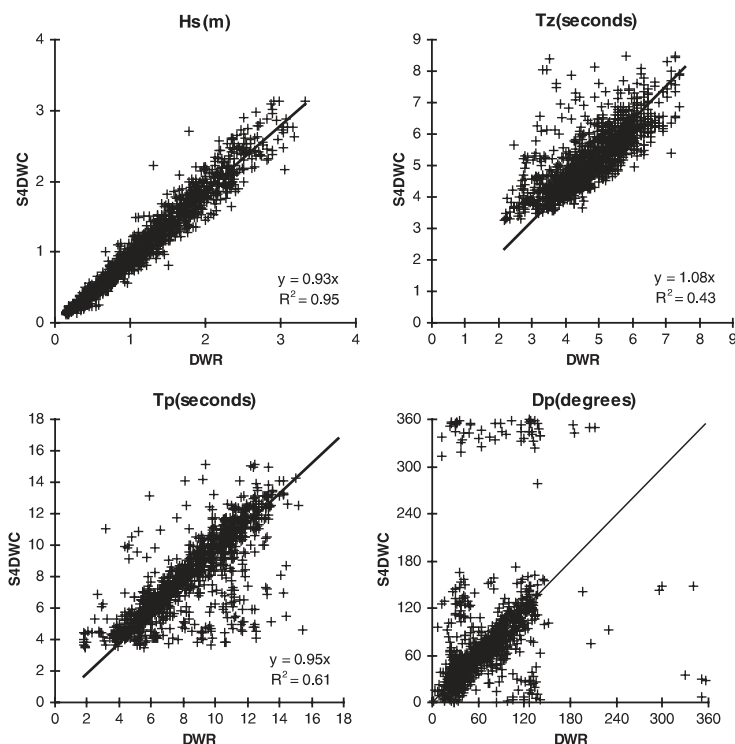 Hs(m)
4
3
2
1
0
S4DWC
y = 0.93x
R² = 0.95
0 1 2 3 4
DWR
Tz(seconds)
9
8
7
6
5
4
3
2
1
0
S4DWC
y = 1.08x
R² = 0.43
0 1 2 3 4 5 6 7 8 9
DWR
Tp(seconds)
18
16
14
12
10
8
6
4
2
0
S4DWC
y = 0.95x
R² = 0.61
0 2 4 6 8 10 12 14 16 18
DWR
Dp(degrees)
360
300
240
180
120
60
0
S4DWC
0 60 120 180 240 300 360
DWR